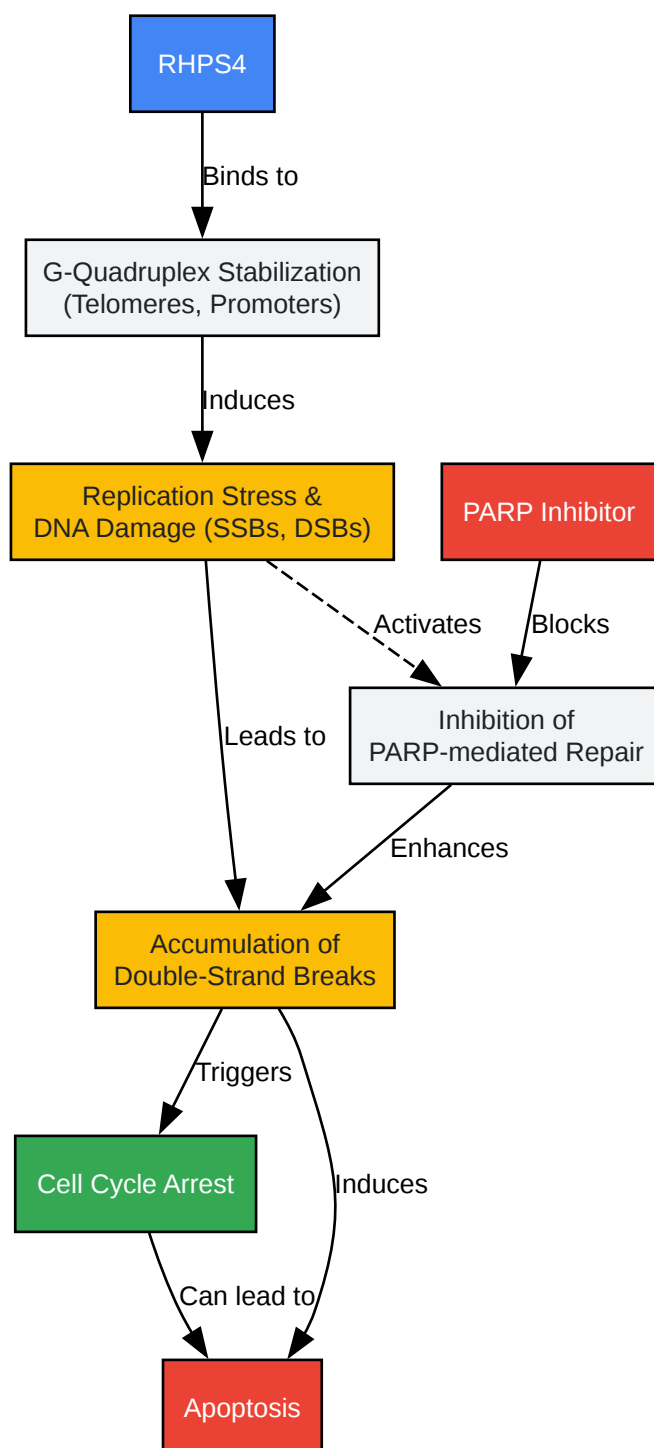 RHPS4
Binds to
G-Quadruplex Stabilization
(Telomeres, Promoters)
Induces
Replication Stress &
DNA Damage (SSBs, DSBs)
PARP Inhibitor
Activates
Blocks
Leads to
Inhibition of
PARP-mediated Repair
Enhances
Accumulation of
Double-Strand Breaks
Triggers
Cell Cycle Arrest
Induces
Can lead to
Apoptosis